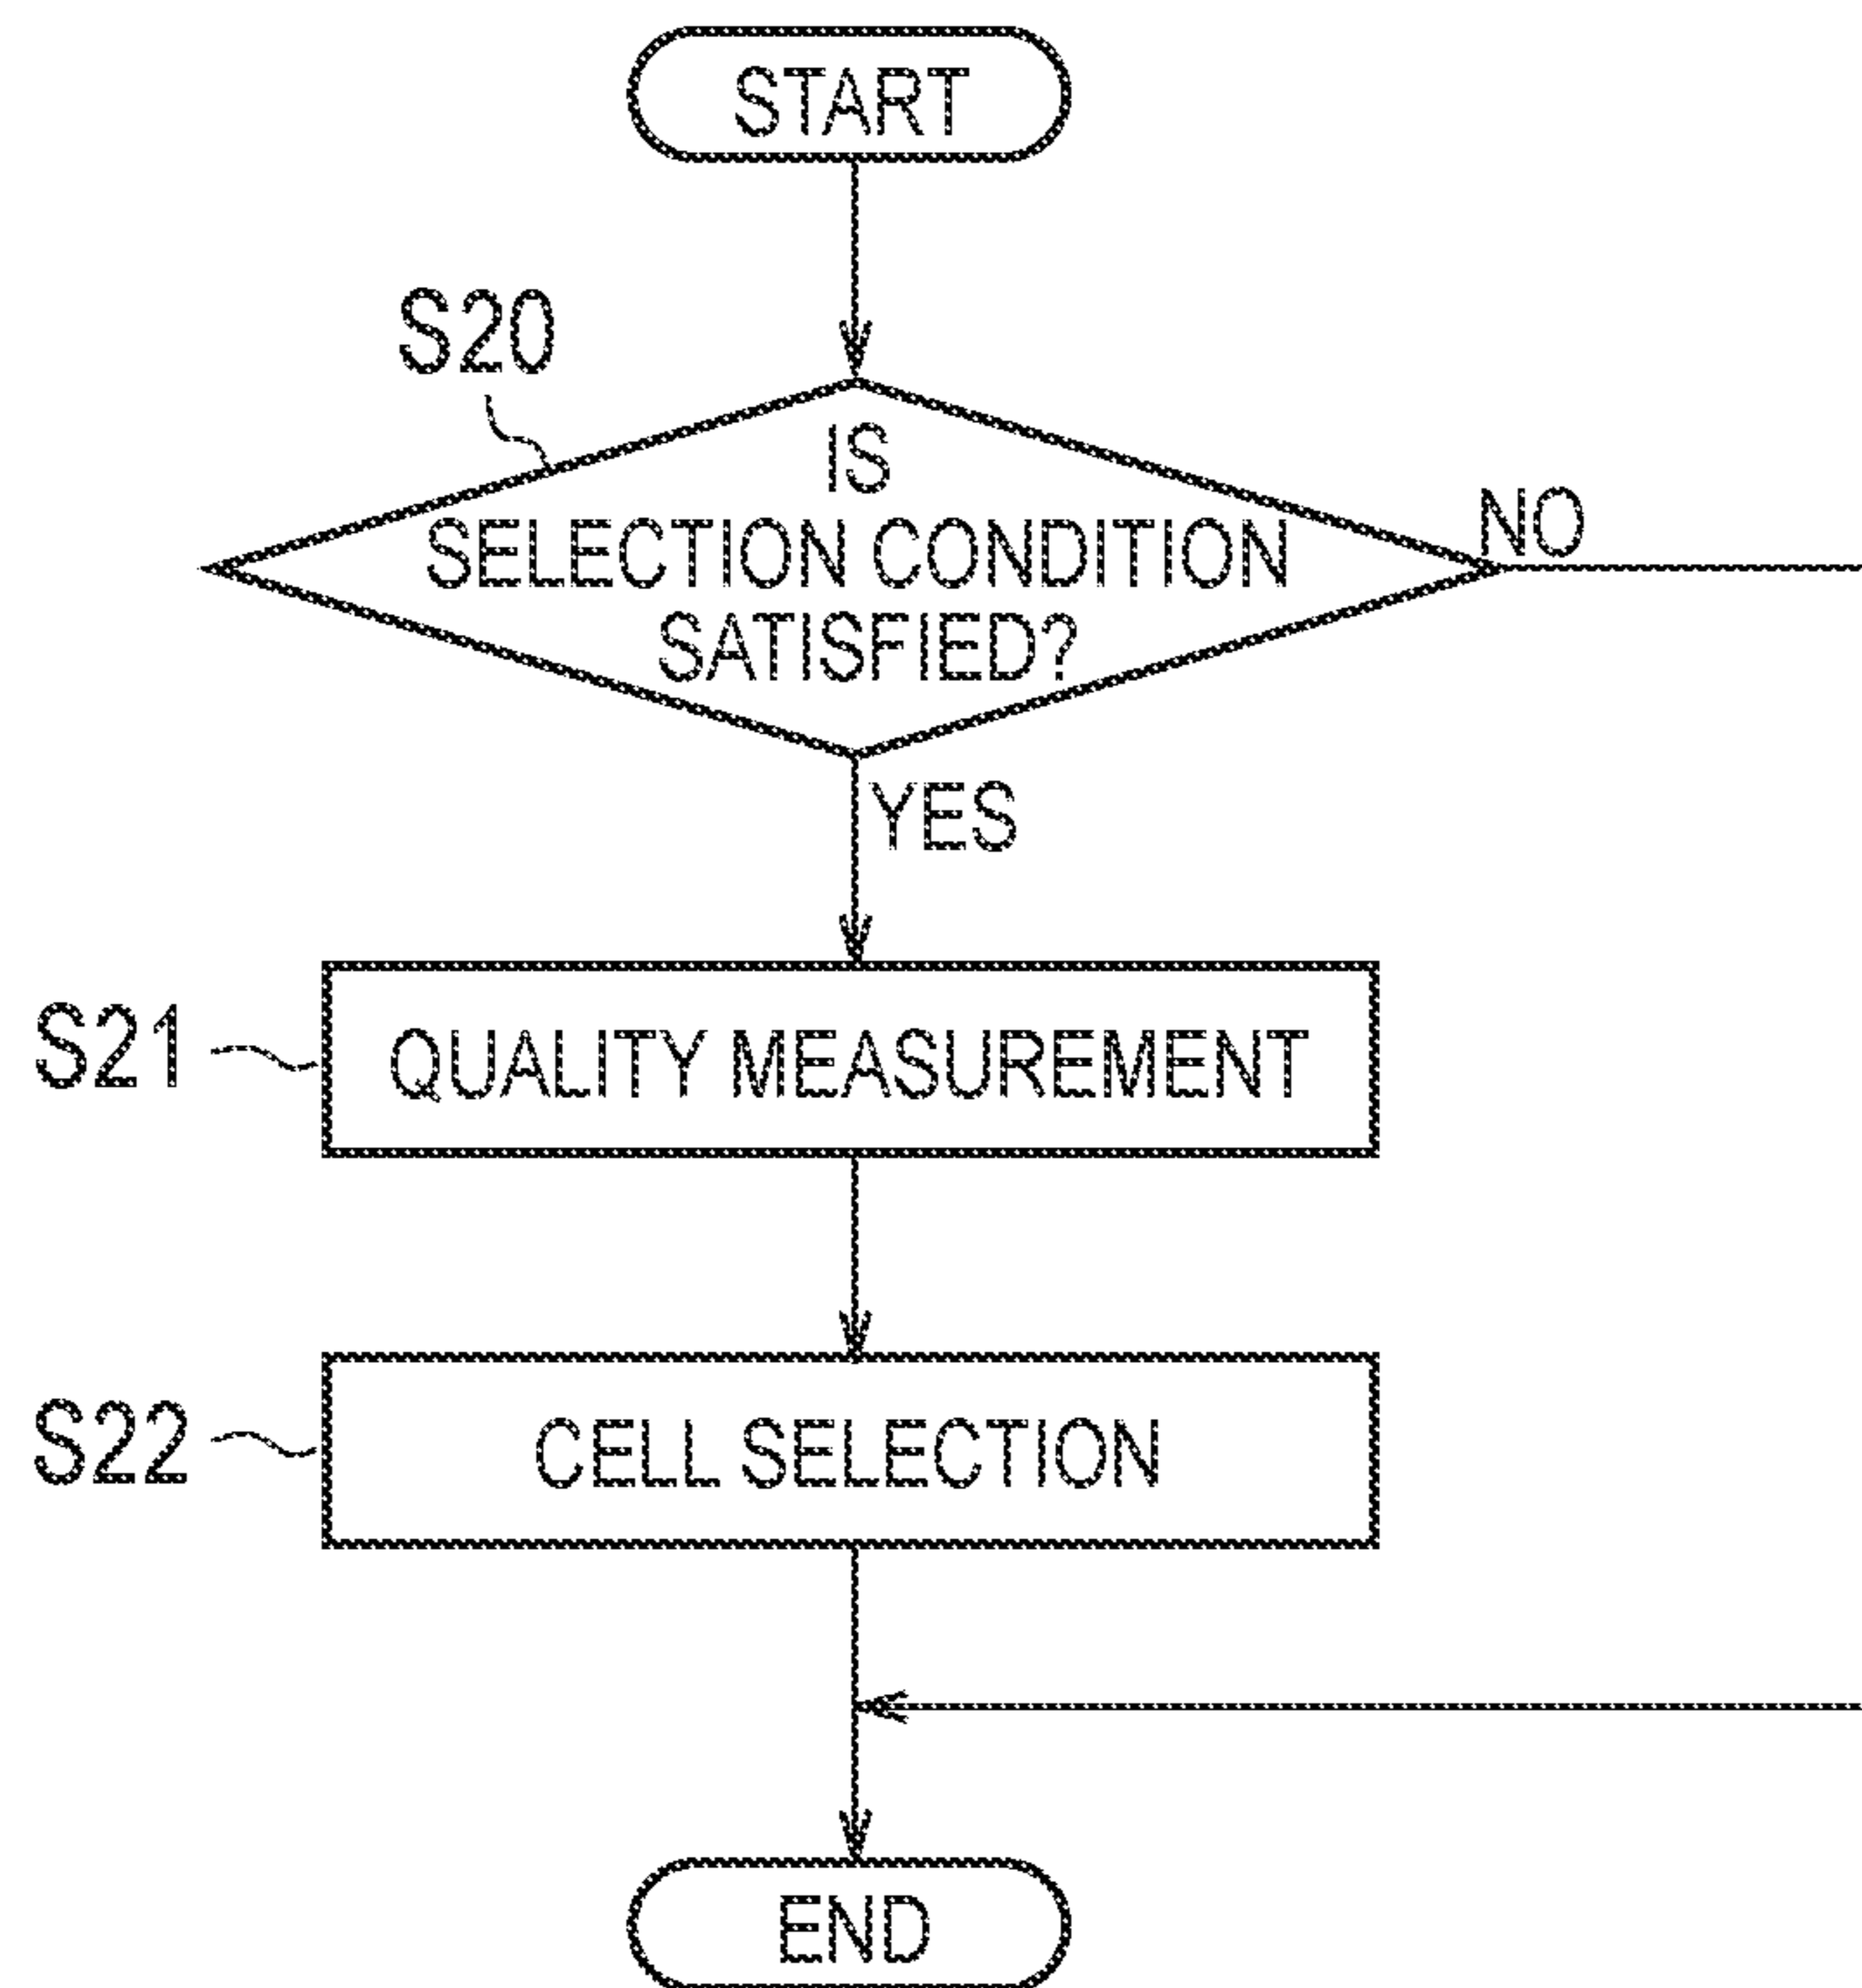 START
S20
IS
SELECTION CONDITION
SATISFIED?
NO
YES
S21
QUALITY MEASUREMENT
S22
CELL SELECTION
END